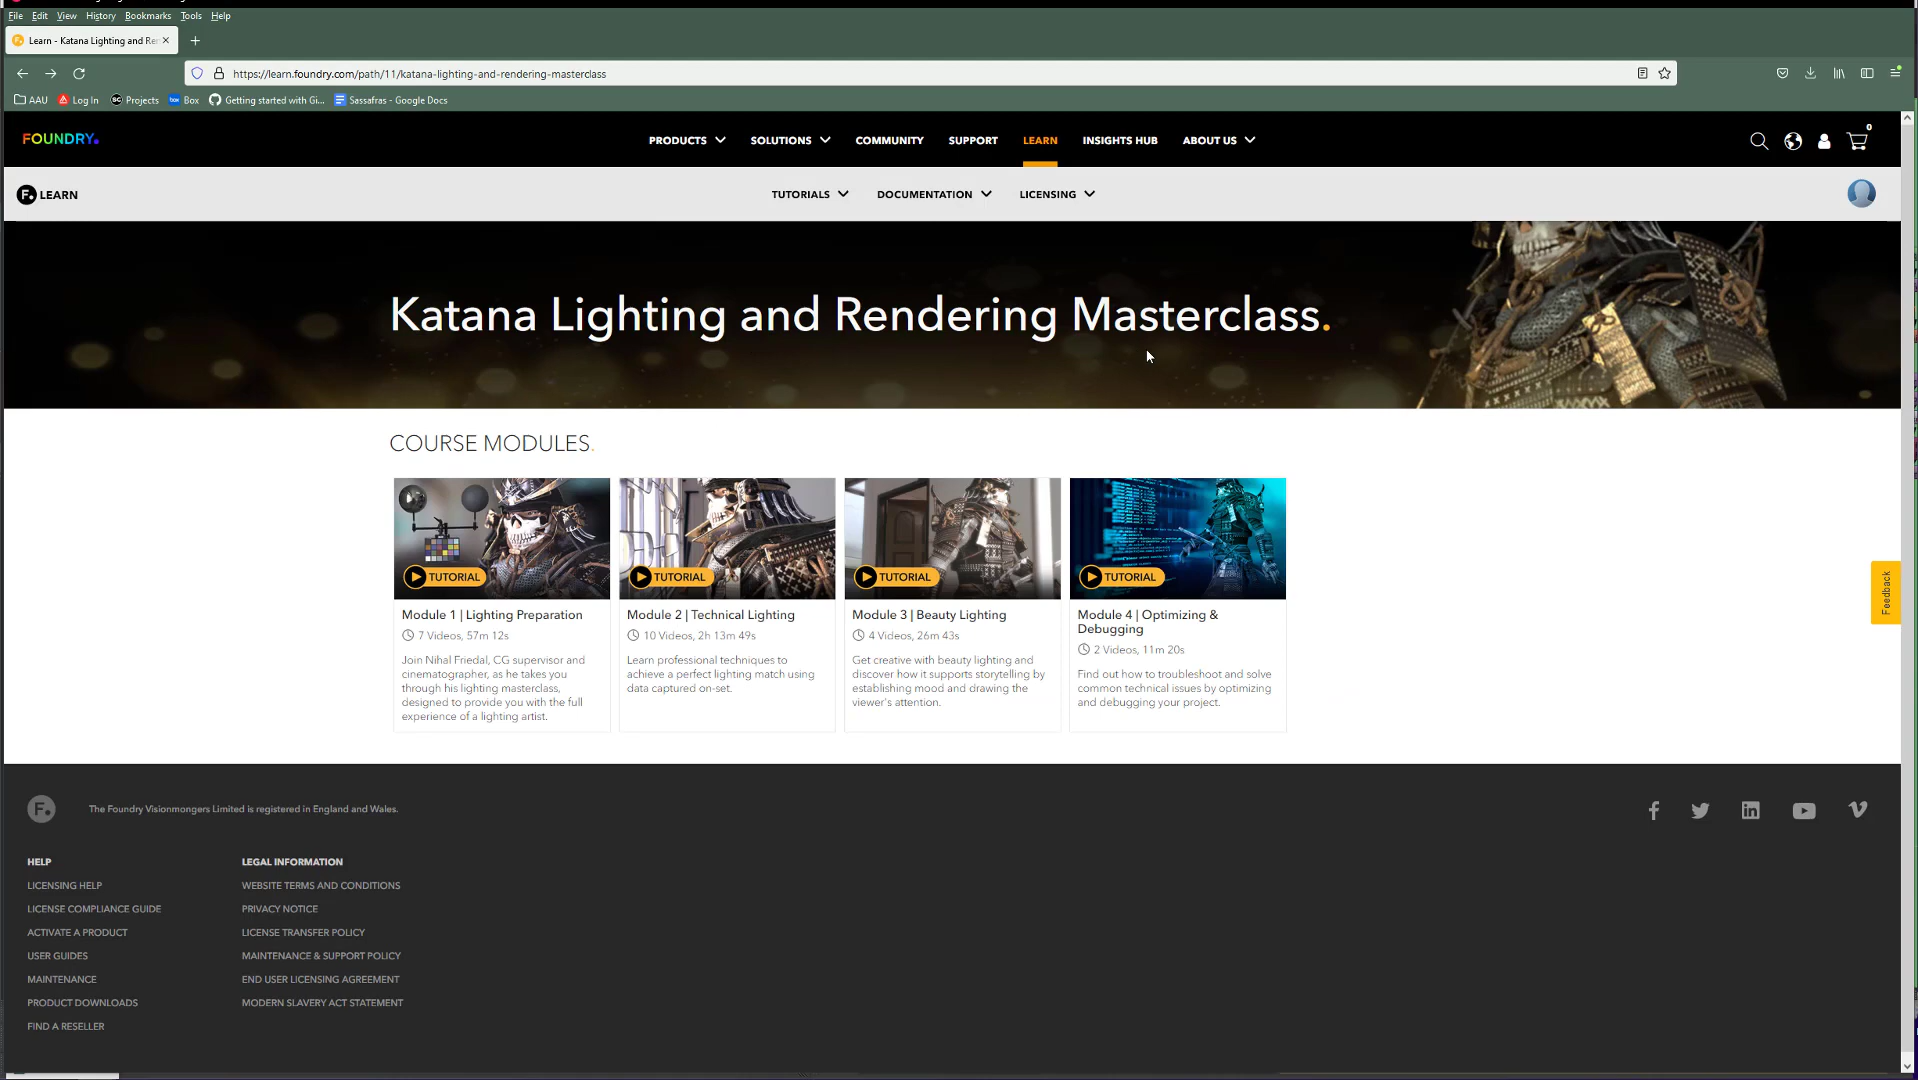 File Edit View History Bookmarks Tools Help
Learn - Katana Lighting and Re
https://learn.foundry.com/path/11/katana-lighting-and-rendering-masterclass
AAU Log In Projects Box Getting started with Gi... Sassafras - Google Docs
FOUNDRY. PRODUCTS SOLUTIONS COMMUNITY SUPPORT LEARN INSIGHTS HUB ABOUT US 0
F. LEARN TUTORIALS DOCUMENTATION LICENSING
Katana Lighting and Rendering Masterclass.
COURSE MODULES.
TUTORIAL
Module 1 | Lighting Preparation
7 Videos, 57m 12s
Join Nihal Friedal, CG supervisor and
cinematographer, as he takes you
through his lighting masterclass,
designed to provide you with the full
experience of a lighting artist.
TUTORIAL
Module 2 | Technical Lighting
10 Videos, 2h 13m 49s
Learn professional techniques to
achieve a perfect lighting match using
data captured on-set.
TUTORIAL
Module 3 | Beauty Lighting
4 Videos, 26m 43s
Get creative with beauty lighting and
discover how it supports storytelling by
establishing mood and drawing the
viewer's attention.
TUTORIAL
Module 4 | Optimizing &
Debugging
2 Videos, 11m 20s
Find out how to troubleshoot and solve
common technical issues by optimizing
and debugging your project.
Feedback
F. The Foundry Visionmongers Limited is registered in England and Wales.
HELP
LICENSING HELP
LICENSE COMPLIANCE GUIDE
ACTIVATE A PRODUCT
USER GUIDES
MAINTENANCE
PRODUCT DOWNLOADS
FIND A RESELLER
LEGAL INFORMATION
WEBSITE TERMS AND CONDITIONS
PRIVACY NOTICE
LICENSE TRANSFER POLICY
MAINTENANCE & SUPPORT POLICY
END USER LICENSING AGREEMENT
MODERN SLAVERY ACT STATEMENT